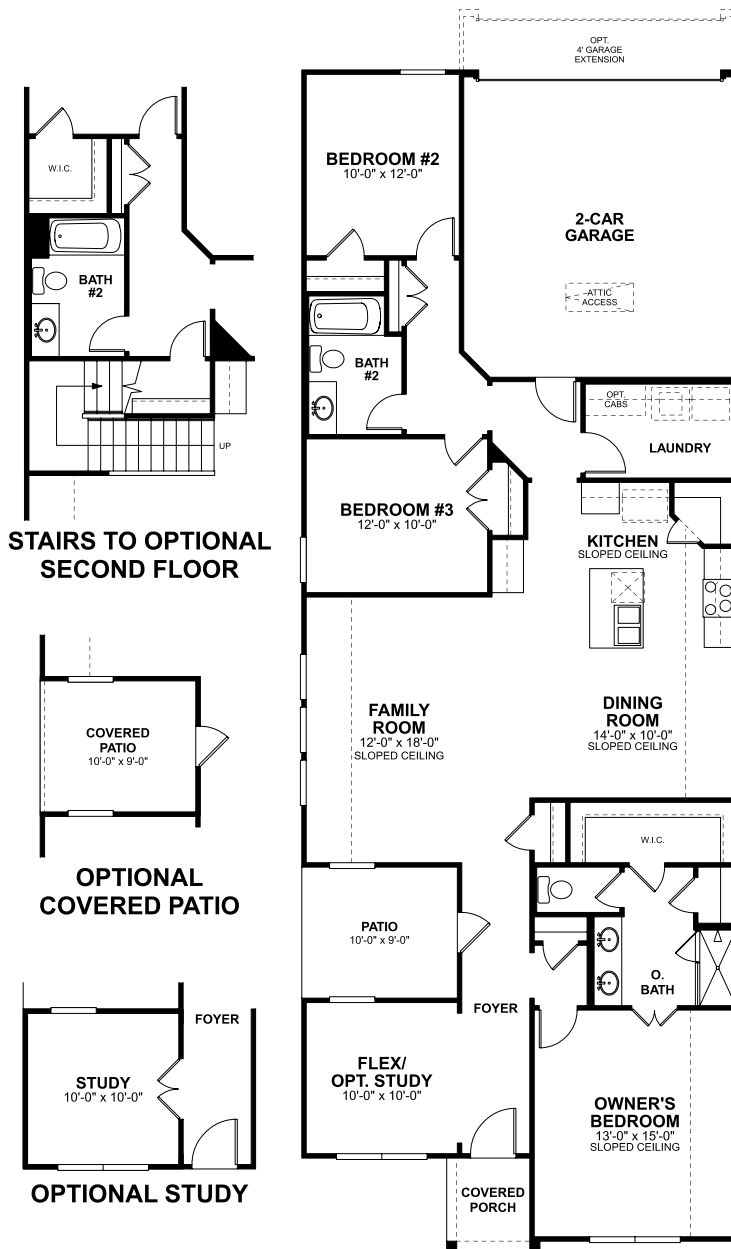 OPT.
4' GARAGE
EXTENSION
BEDROOM #2
10'-0" x 12'-0"
2-CAR
GARAGE
ATTIC
ACCESS
W.I.C.
BATH
#2
UP
STAIRS TO OPTIONAL
SECOND FLOOR
BATH
#2
OPT.
CABS
LAUNDRY
BEDROOM #3
12'-0" x 10'-0"
KITCHEN
SLOPED CEILING
FAMILY
ROOM
12'-0" x 18'-0"
SLOPED CEILING
DINING
ROOM
14'-0" x 10'-0"
SLOPED CEILING
COVERED
PATIO
10'-0" x 9'-0"
OPTIONAL
COVERED PATIO
W.I.C.
PATIO
10'-0" x 9'-0"
O.
BATH
FOYER
FLEX/
OPT. STUDY
10'-0" x 10'-0"
FOYER
STUDY
10'-0" x 10'-0"
OPTIONAL STUDY
OWNER'S
BEDROOM
13'-0" x 15'-0"
SLOPED CEILING
COVERED
PORCH